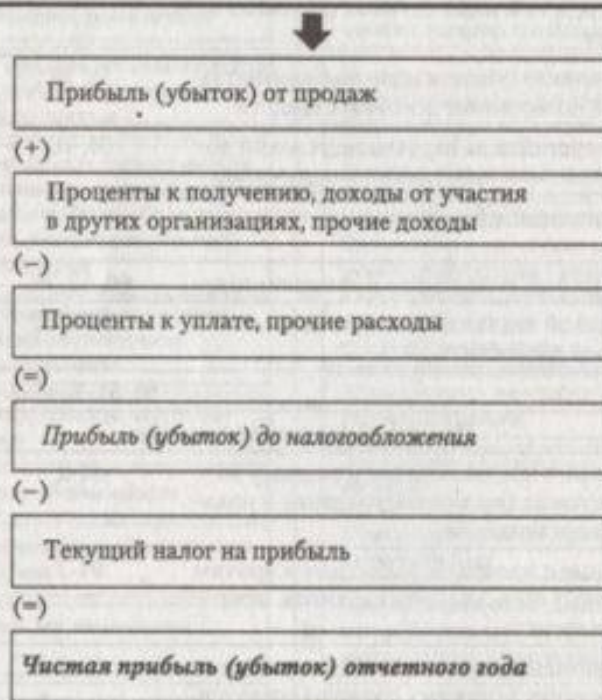 Прибыль (убыток) от продаж
(+)
Проценты к получению, доходы от участия
в других организациях, прочие доходы
(−)
Проценты к уплате, прочие расходы
(=)
Прибыль (убыток) до налогообложения
(−)
Текущий налог на прибыль
(=)
Чистая прибыль (убыток) отчетного года